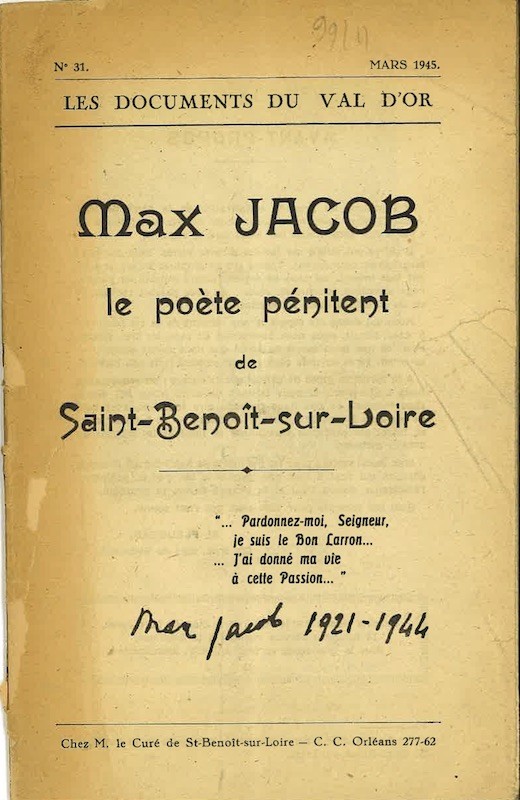 N° 31.
MARS 1945.
LES DOCUMENTS DU VAL D'OR
Max JACOB
le poète pénitent
de
Saint-Benoît-sur-Loire
"... Pardonnez-moi, Seigneur,
je suis le Bon Larron...
... J'ai donné ma vie
à cette Passion..."
Max Jacob 1921-1944
Chez M. le Curé de St-Benoît-sur-Loire — C. C. Orléans 277-62